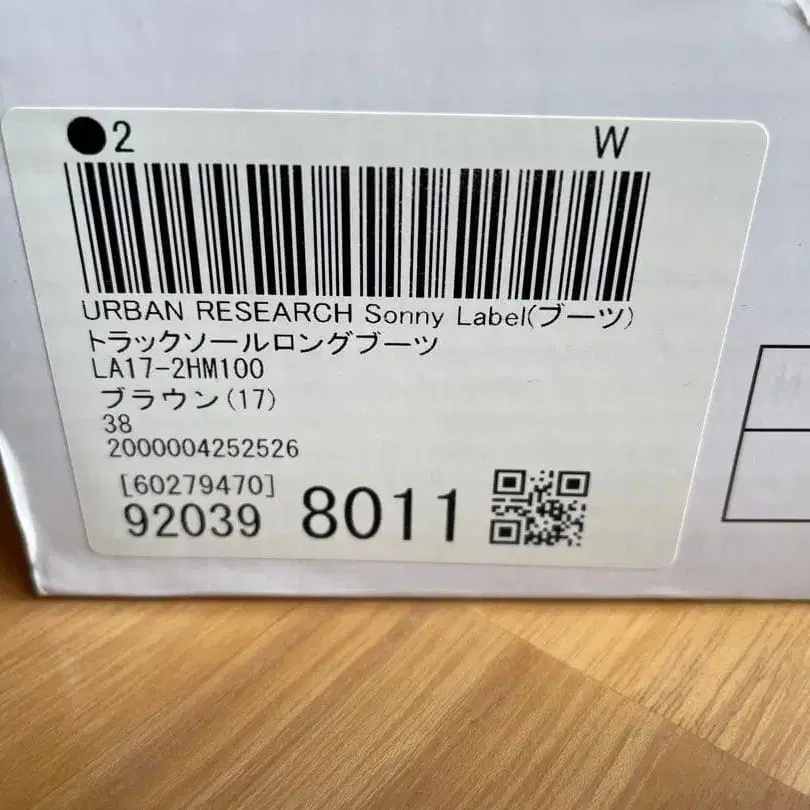 ●2 W
URBAN RESEARCH Sonny Label(ブーツ)
トラックソールロングブーツ
LA17-2HM100
ブラウン(17)
38
2000004252526
[60279470]
92039 8011